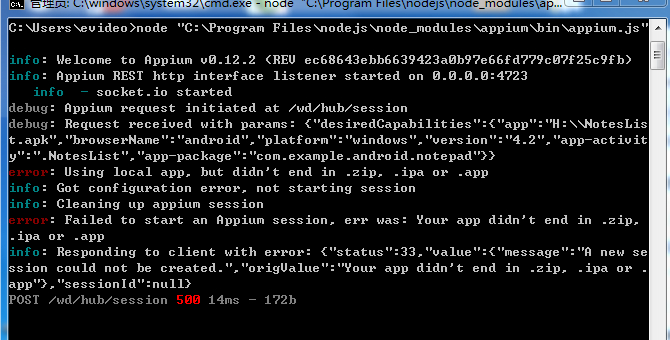 管理员: C:\windows\system32\cmd.exe - node "C:\Program Files\nodejs\node_modules\ap...
C:\Users\evideo>node "C:\Program Files\nodejs\node_modules\appium\bin\appium.js"
info: Welcome to Appium v0.12.2 (REV ec68643ebb6639423a0b97e66fd779c07f25c9fb)
info: Appium REST http interface listener started on 0.0.0.0:4723
info  - socket.io started
debug: Appium request initiated at /wd/hub/session
debug: Request received with params: {"desiredCapabilities":{"app":"H:\\NotesLis
t.apk","browserName":"android","platform":"windows","version":"4.2","app-activit
y":".NotesList","app-package":"com.example.android.notepad"}}
error: Using local app, but didn't end in .zip, .ipa or .app
info: Got configuration error, not starting session
info: Cleaning up appium session
error: Failed to start an Appium session, err was: Your app didn't end in .zip,
.ipa or .app
info: Responding to client with error: {"status":33,"value":{"message":"A new se
ssion could not be created.","origValue":"Your app didn't end in .zip, .ipa or .
app"},"sessionId":null}
POST /wd/hub/session 500 14ms - 172b